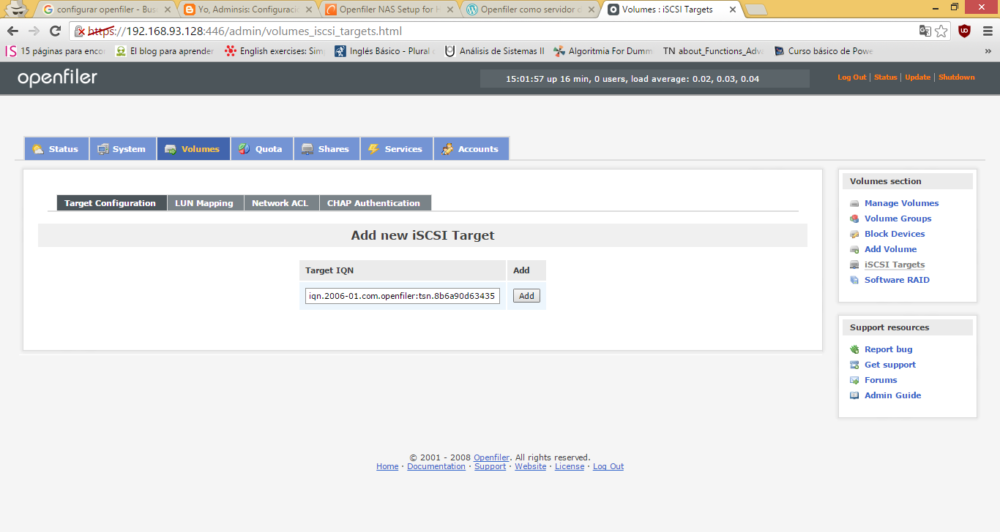 configurar openfiler - Bus
Yo, Adminsis: Configuraci
Openfiler NAS Setup for
Openfiler como servidor d
Volumes : iSCSI Targets
https://192.168.93.128:446/admin/volumes_iscsi_targets.html
15 páginas para enco
El blog para aprender
English exercises: Sim
Inglés Básico - Plural
Análisis de Sistemas II
Algoritmia For Dumm
TN about_Functions_Adv
Curso básico de Powe
»
openfiler
15:01:57 up 16 min, 0 users, load average: 0.02, 0.03, 0.04
Log Out | Status | Update | Shutdown
Status
System
Volumes
Quota
Shares
Services
Accounts
Target Configuration
LUN Mapping
Network ACL
CHAP Authentication
Add new iSCSI Target
Target IQN
Add
iqn.2006-01.com.openfiler:tsn.8b6a90d63435
Add
Volumes section
Manage Volumes
Volume Groups
Block Devices
Add Volume
iSCSI Targets
Software RAID
Support resources
Report bug
Get support
Forums
Admin Guide
© 2001 - 2008 Openfiler. All rights reserved.
Home · Documentation · Support · Website · License · Log Out